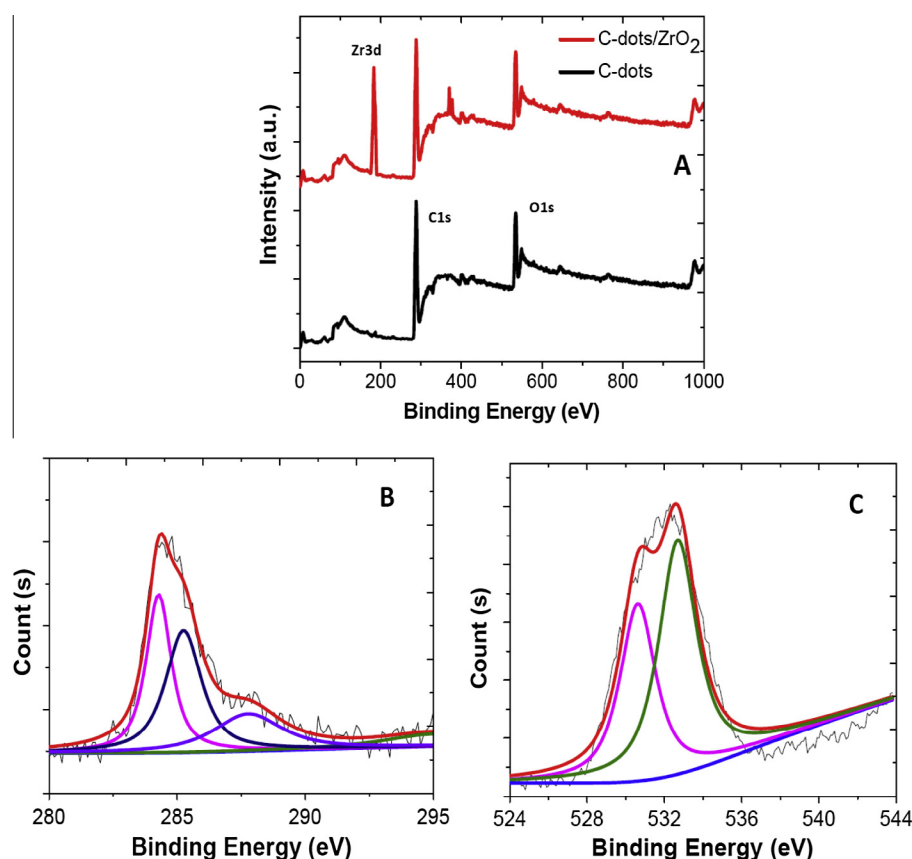 C-dots/ZrO2
C-dots
Zr3d
A
C1s
O1s
Intensity (a.u.)
0 200 400 600 800 1000
Binding Energy (eV)
B
Count (s)
280 285 290 295
Binding Energy (eV)
C
Count (s)
524 528 532 536 540 544
Binding Energy (eV)